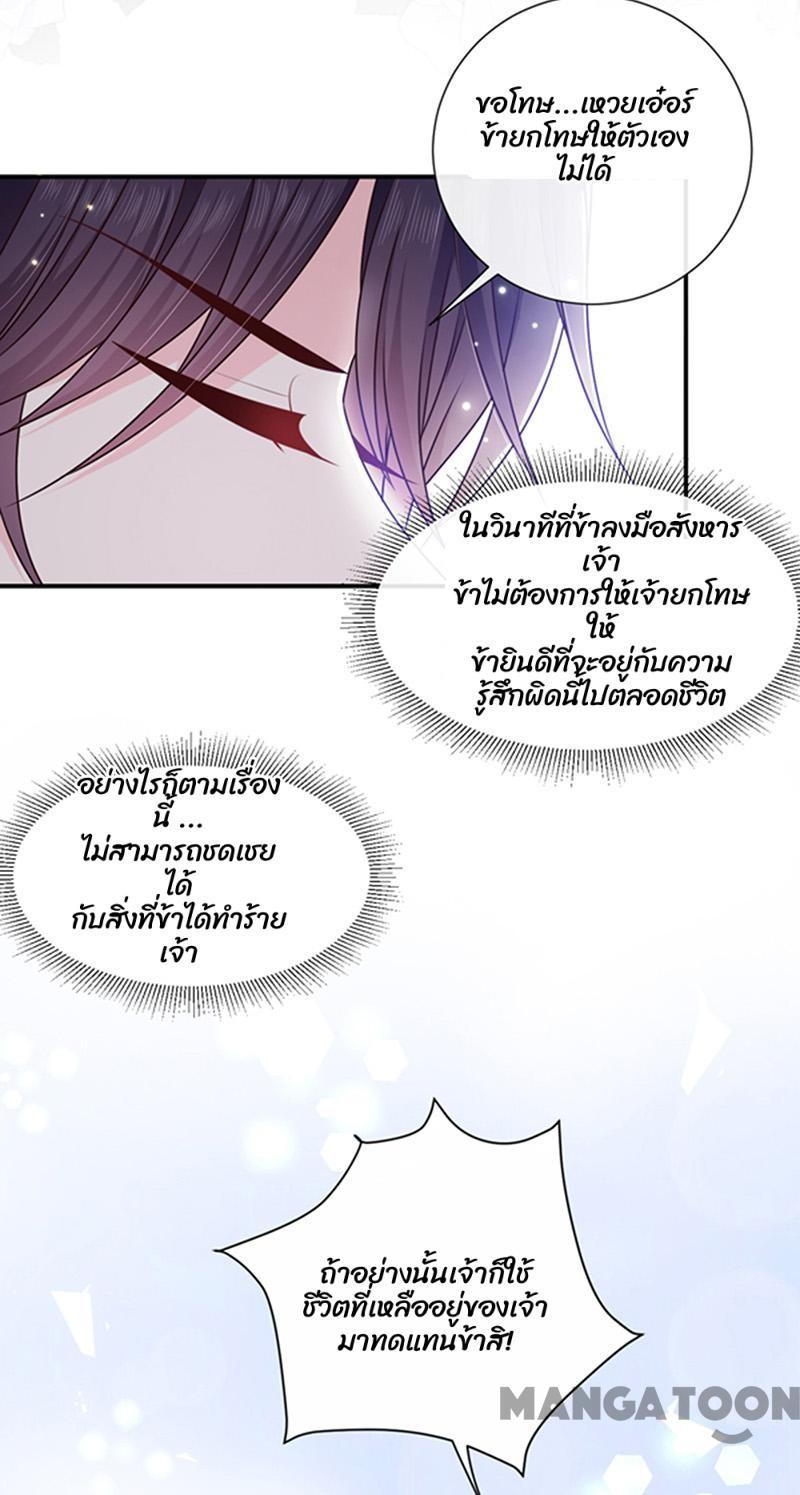 ขอโทษ...เหวยเอ๋อร์
ข้ายกโทษให้ตัวเอง
ไม่ได้
ในวินาทีที่ข้าลงมือสังหาร
เจ้า
ข้าไม่ต้องการให้เจ้ายกโทษ
ให้
ข้ายินดีที่จะอยู่กับความ
รู้สึกผิดนี้ไปตลอดชีวิต
อย่างไรก็ตามเรื่อง
นี้ ...
ไม่สามารถชดเชย
ได้
กับสิ่งที่ข้าได้ทำร้าย
เจ้า
ถ้าอย่างนั้นเจ้าก็ใช้
ชีวิตที่เหลืออยู่ของเจ้า
มาทดแทนข้าสิ!
MANGATOON